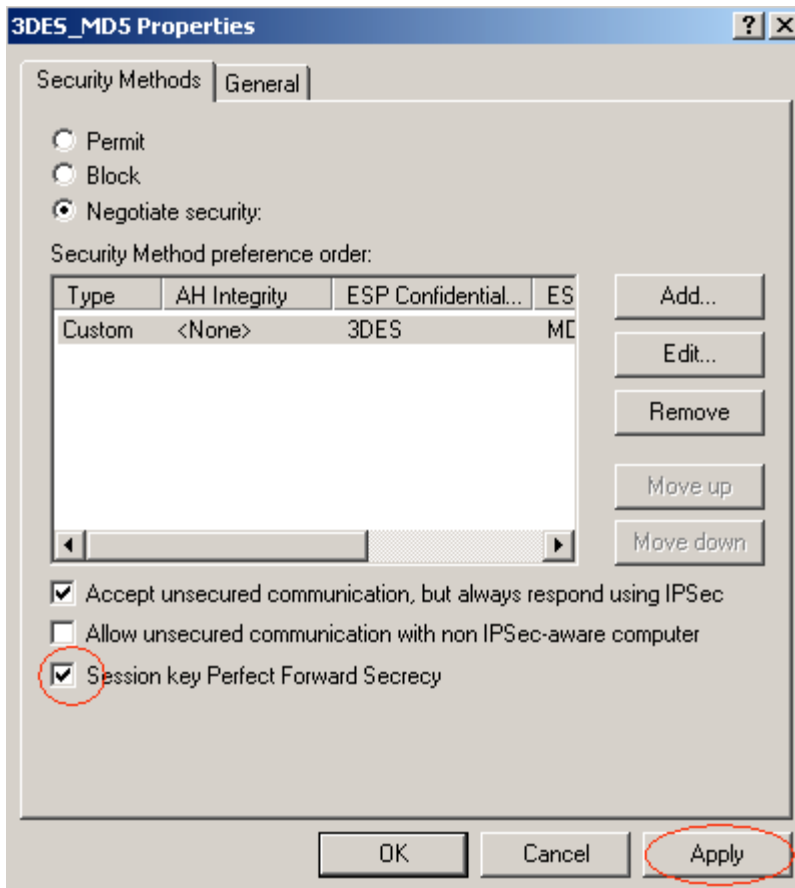 3DES_MD5 Properties
Security Methods General
Permit
Block
Negotiate security:
Security Method preference order:
Type AH Integrity ESP Confidential... ES
Custom <None> 3DES MD
Add...
Edit...
Remove
Move up
Move down
Accept unsecured communication, but always respond using IPSec
Allow unsecured communication with non IPSec-aware computer
Session key Perfect Forward Secrecy
OK Cancel Apply